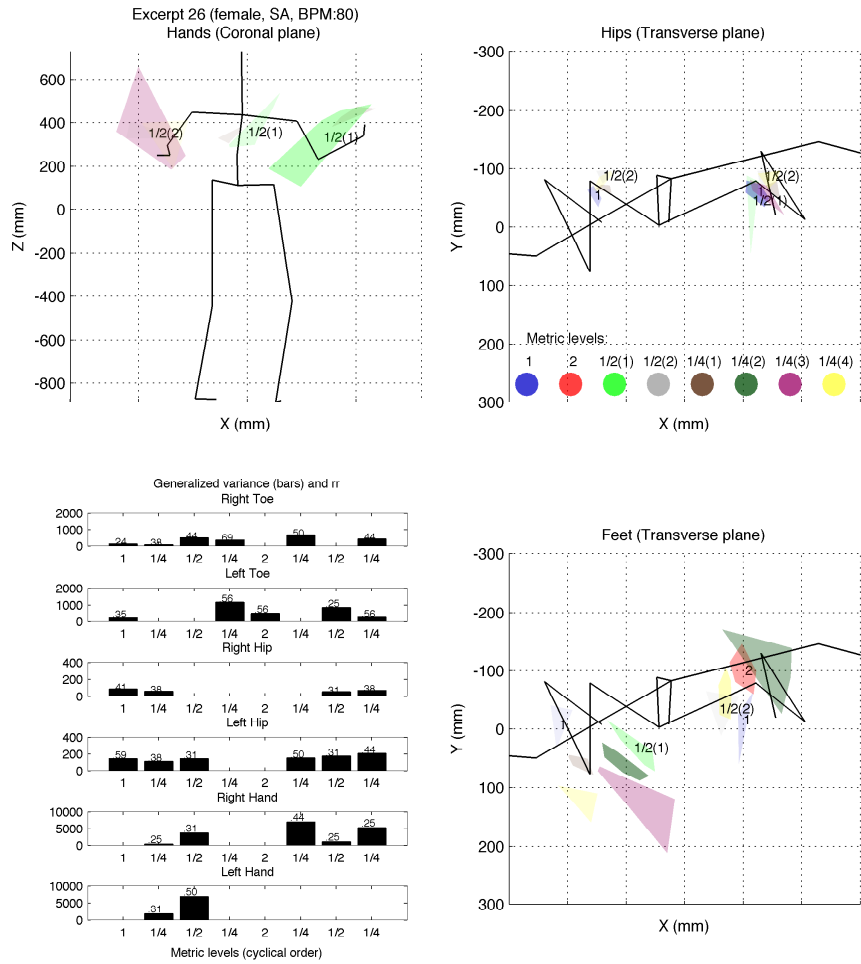 Excerpt 26 (female, SA, BPM:80)
Hands (Coronal plane)
600
400
200
0
-200
-400
-600
-800
Z (mm)
X (mm)
1/2(2)
1/2(1)
1/2(1)
Hips (Transverse plane)
-300
-200
-100
0
100
200
300
Y (mm)
X (mm)
1/2(2)
1
1/2(2)
1
1/2(1)
Metric levels:
1 2 1/2(1) 1/2(2) 1/4(1) 1/4(2) 1/4(3) 1/4(4)
Generalized variance (bars) and rr
Right Toe
2000
1000
0
24 38 44 69 50 44
1 1/4 1/2 1/4 2 1/4 1/2 1/4
Left Toe
2000
1000
0
35 56 56 25 56
1 1/4 1/2 1/4 2 1/4 1/2 1/4
Right Hip
400
200
0
41 38 31 38
1 1/4 1/2 1/4 2 1/4 1/2 1/4
Left Hip
400
200
0
59 38 31 50 31 44
1 1/4 1/2 1/4 2 1/4 1/2 1/4
Right Hand
10000
5000
0
25 31 44 25 25
1 1/4 1/2 1/4 2 1/4 1/2 1/4
Left Hand
10000
5000
0
31 50
1 1/4 1/2 1/4 2 1/4 1/2 1/4
Metric levels (cyclical order)
Feet (Transverse plane)
-300
-200
-100
0
100
200
300
Y (mm)
X (mm)
2
1/2(2)
1
1
1/2(1)